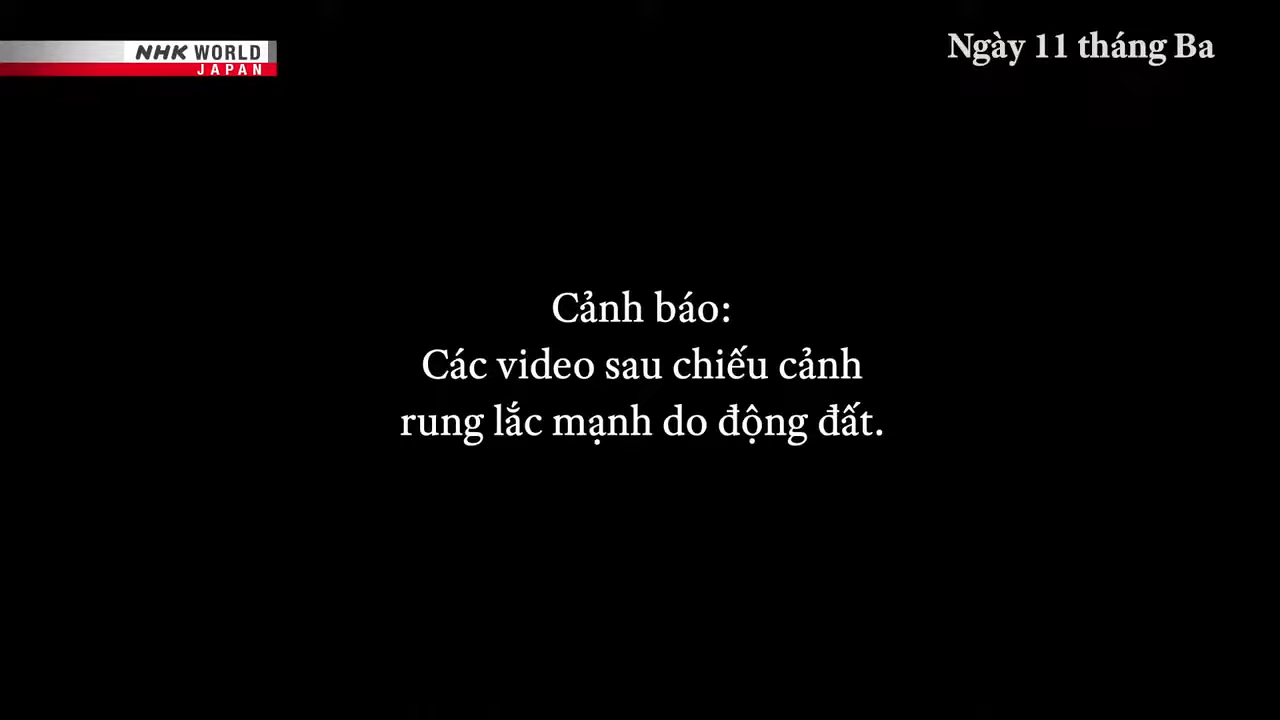 NHK WORLD
JAPAN
Ngày 11 tháng Ba
Cảnh báo:
Các video sau chiếu cảnh
rung lắc mạnh do động đất.